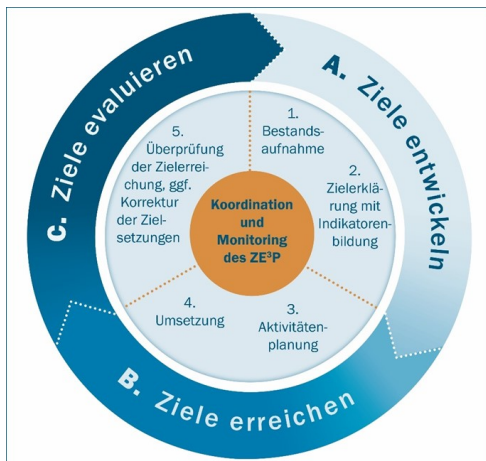 A. Ziele entwickeln
B. Ziele erreichen
C. Ziele evaluieren
1.
Bestands-
aufnahme
2.
Zielerklä-
rung mit
Indikatoren-
bildung
3.
Aktivitäten-
planung
4.
Umsetzung
5.
Überprüfung
der Zielerrei-
chung, ggf.
Korrektur
der Ziel-
setzungen
Koordination
und
Monitoring
des ZE³P